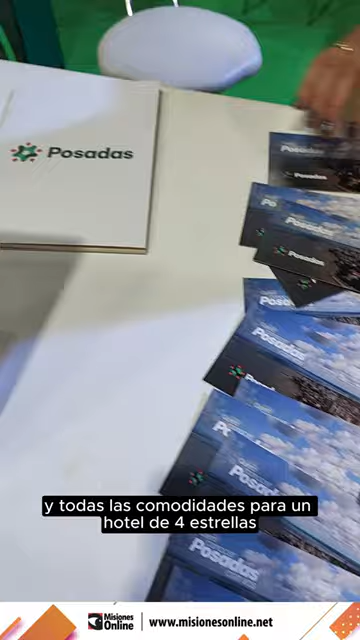 Posadas
Posadas
Posadas
Posadas
Posadas
Posadas
y todas las comodidades para un
hotel de 4 estrellas
Posadas
Misiones
Online
www.misionesonline.net